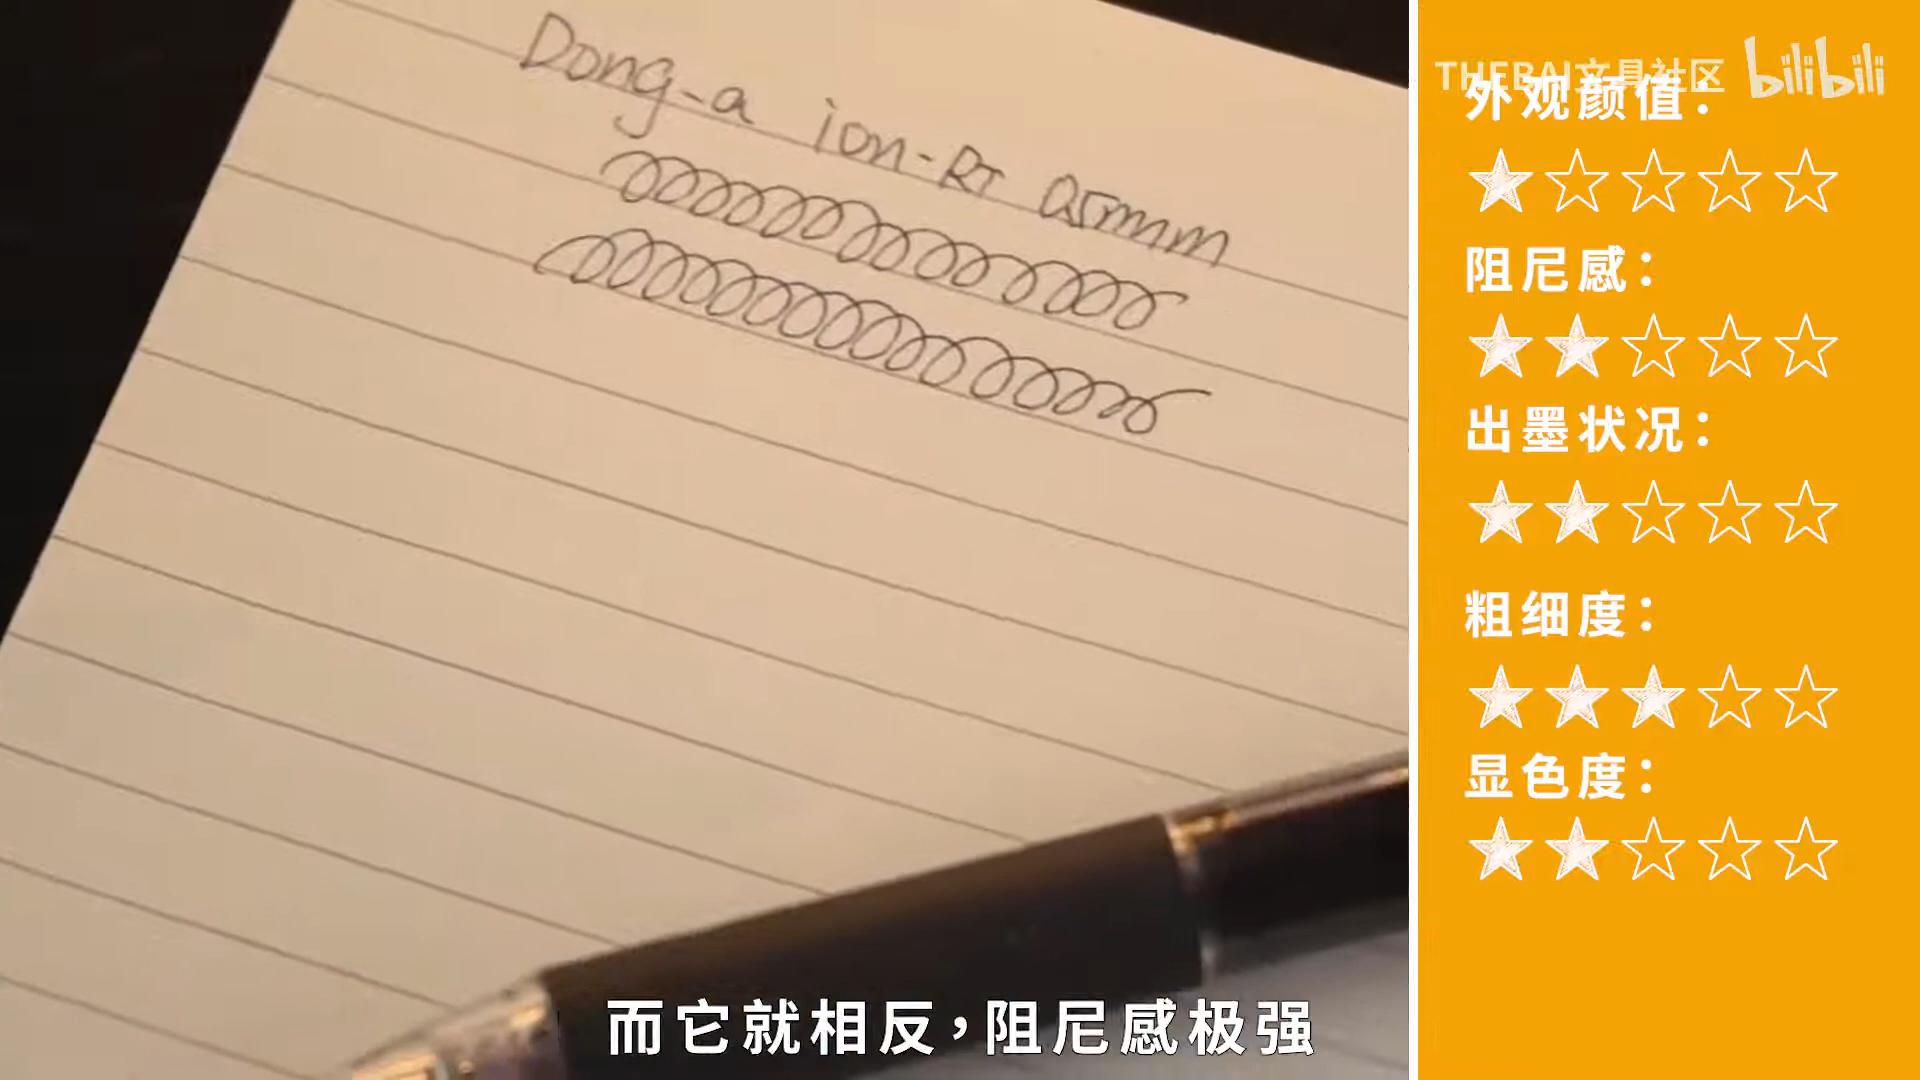 Dong-a ion-RT 0.5mm
THEBAI文具社区 bilibili
外观颜值：
阻尼感：
出墨状况：
粗细度：
显色度：
而它就相反，阻尼感极强